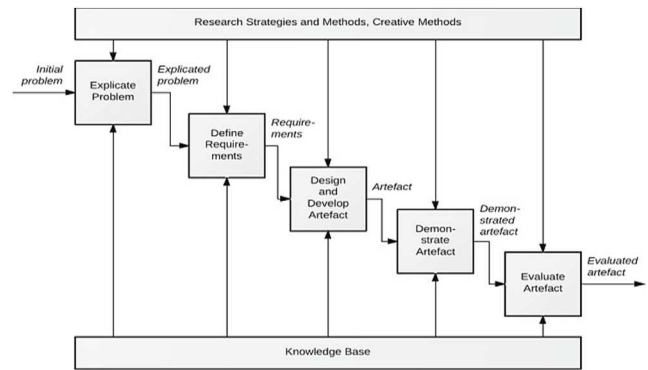 Research Strategies and Methods, Creative Methods
Initial
problem
Explicate
Problem
Explicated
problem
Define
Require-
ments
Require-
ments
Design
and
Develop
Artefact
Artefact
Demon-
strate
Artefact
Demon-
strated
artefact
Evaluate
Artefact
Evaluated
artefact
Knowledge Base